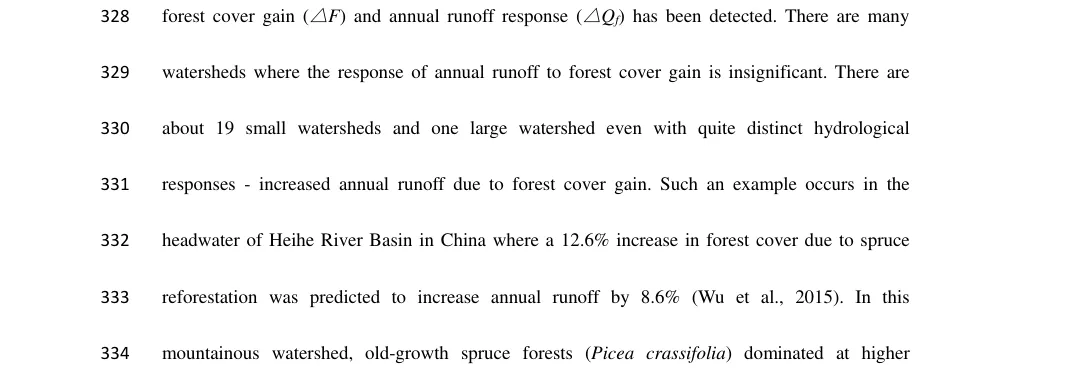 328 forest cover gain (△F) and annual runoff response (△Qf) has been detected. There are many
329 watersheds where the response of annual runoff to forest cover gain is insignificant. There are
330 about 19 small watersheds and one large watershed even with quite distinct hydrological
331 responses - increased annual runoff due to forest cover gain. Such an example occurs in the
332 headwater of Heihe River Basin in China where a 12.6% increase in forest cover due to spruce
333 reforestation was predicted to increase annual runoff by 8.6% (Wu et al., 2015). In this
334 mountainous watershed, old-growth spruce forests (Picea crassifolia) dominated at higher